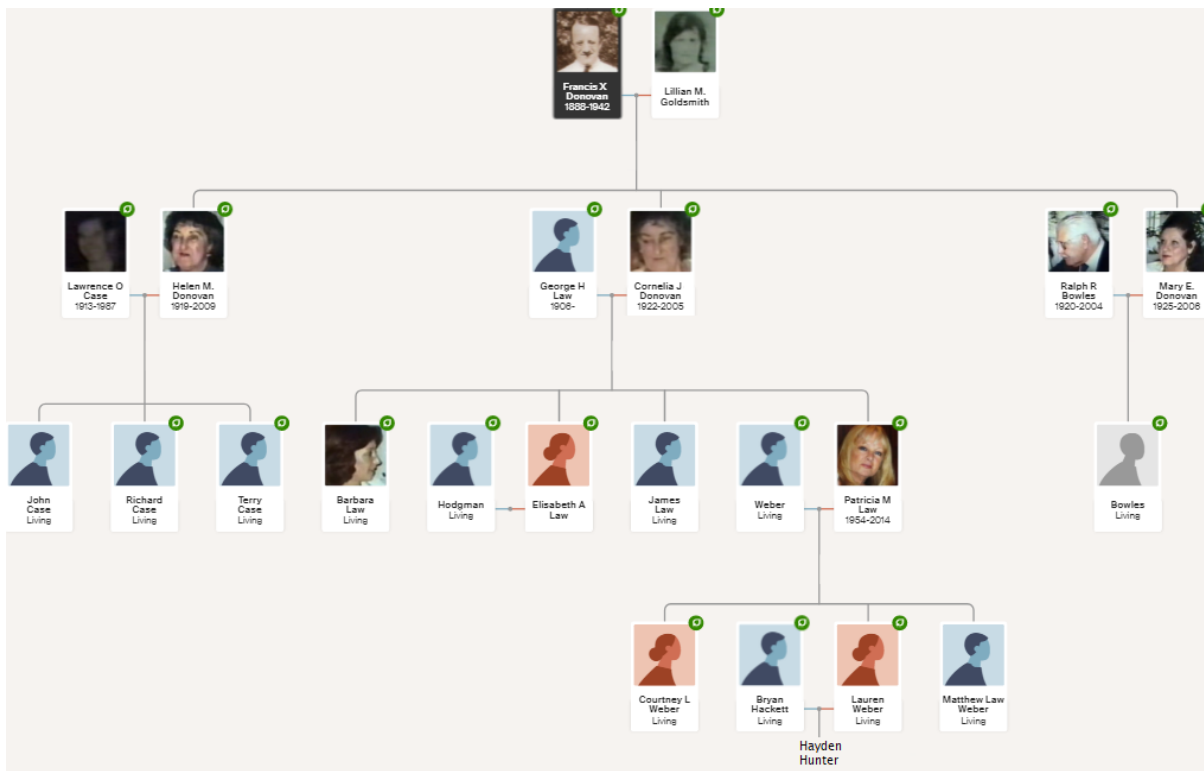 Francis X
Donovan
1888-1942
Lillian M.
Goldsmith
Lawrence O
Case
1913-1987
Helen M.
Donovan
1919-2009
George H
Law
1906-
Cornelia J
Donovan
1922-2005
Ralph R
Bowles
1920-2004
Mary E.
Donovan
1925-2008
John
Case
Living
Richard
Case
Living
Terry
Case
Living
Barbara
Law
Living
Hodgman
Living
Elisabeth A
Law
James
Law
Living
Weber
Living
Patricia M
Law
1954-2014
Bowles
Living
Courtney L
Weber
Living
Bryan
Hackett
Living
Lauren
Weber
Living
Matthew Law
Weber
Living
Hayden
Hunter